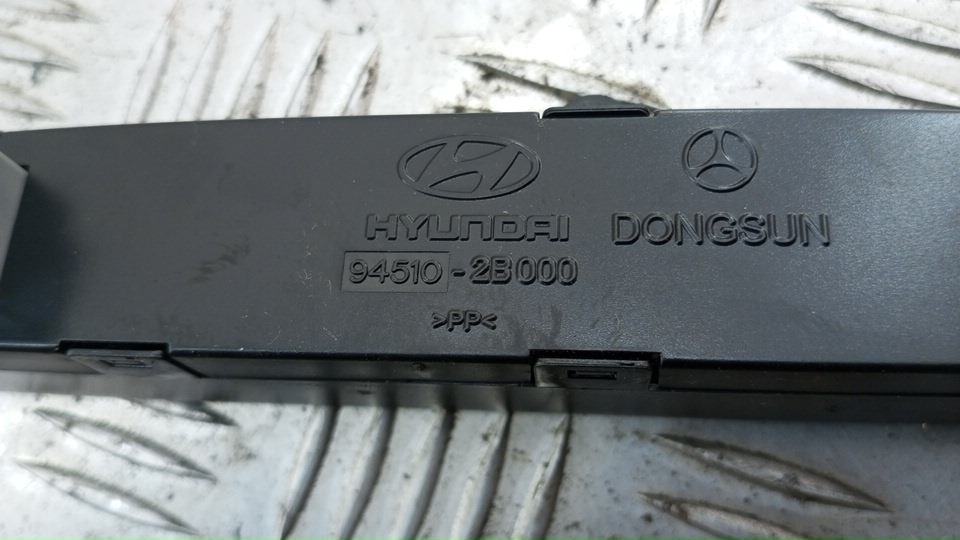 HYUNDAI
DONGSUN
94510-2B000
>PP<